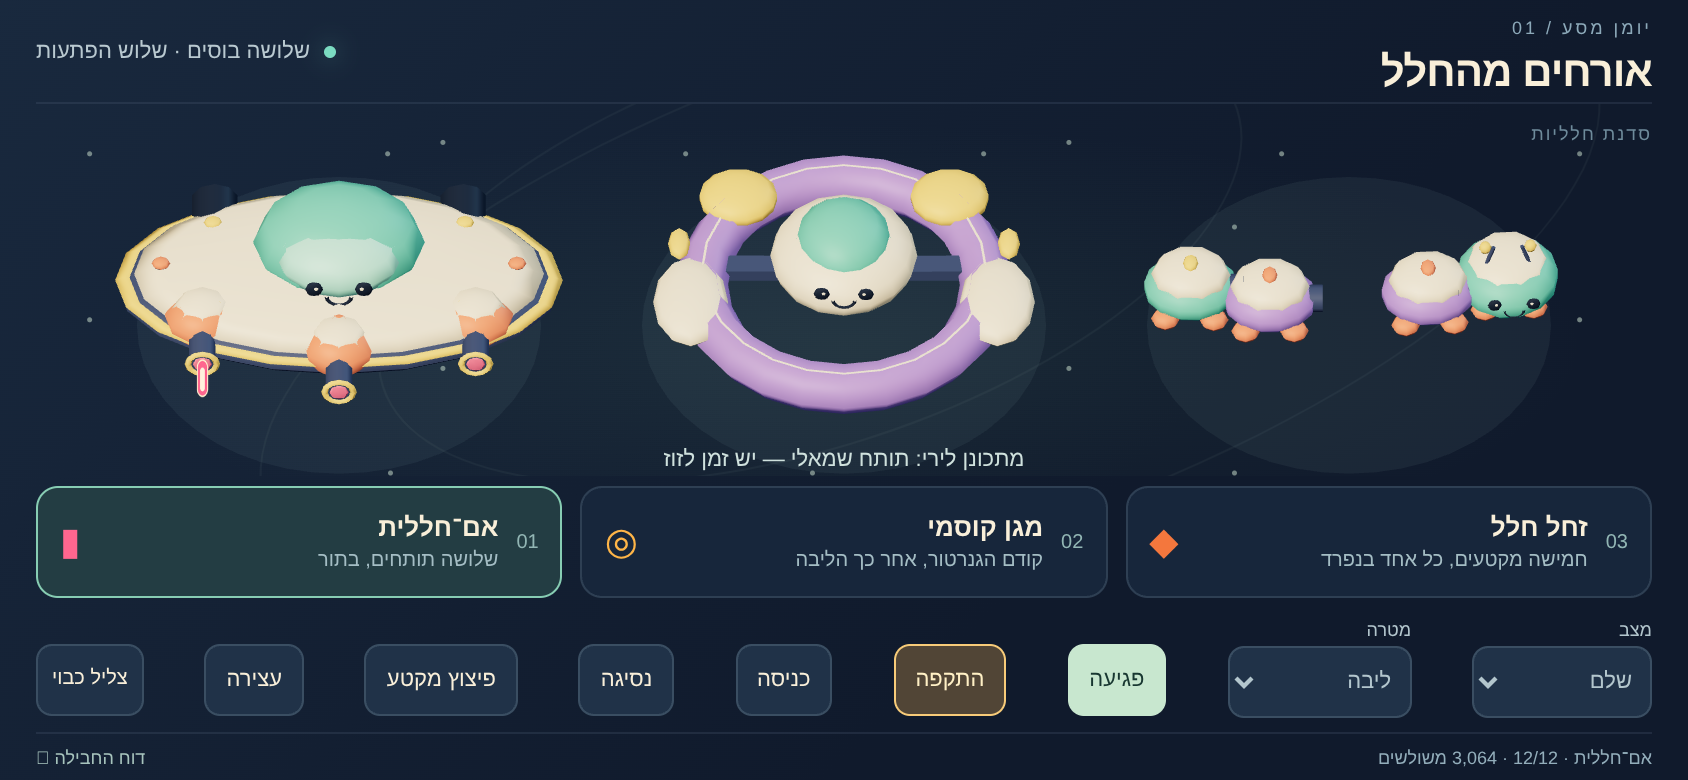 יומן מסע / 01
אורחים מהחלל
שלושה בוסים · שלוש הפתעות
סדנת חלליות
מתכונן לירי: תותח שמאלי — יש זמן לזוז
03
זחל חלל
חמישה מקטעים, כל אחד בנפרד
02
מגן קוסמי
קודם הגנרטור, אחר כך הליבה
01
אם־חללית
שלושה תותחים, בתור
מצב
שלם
מטרה
ליבה
פגיעה
התקפה
כניסה
נסיגה
פיצוץ מקטע
עצירה
צליל כבוי
אם־חללית · 12/12 · 3,064 משולשים
דוח החבילה